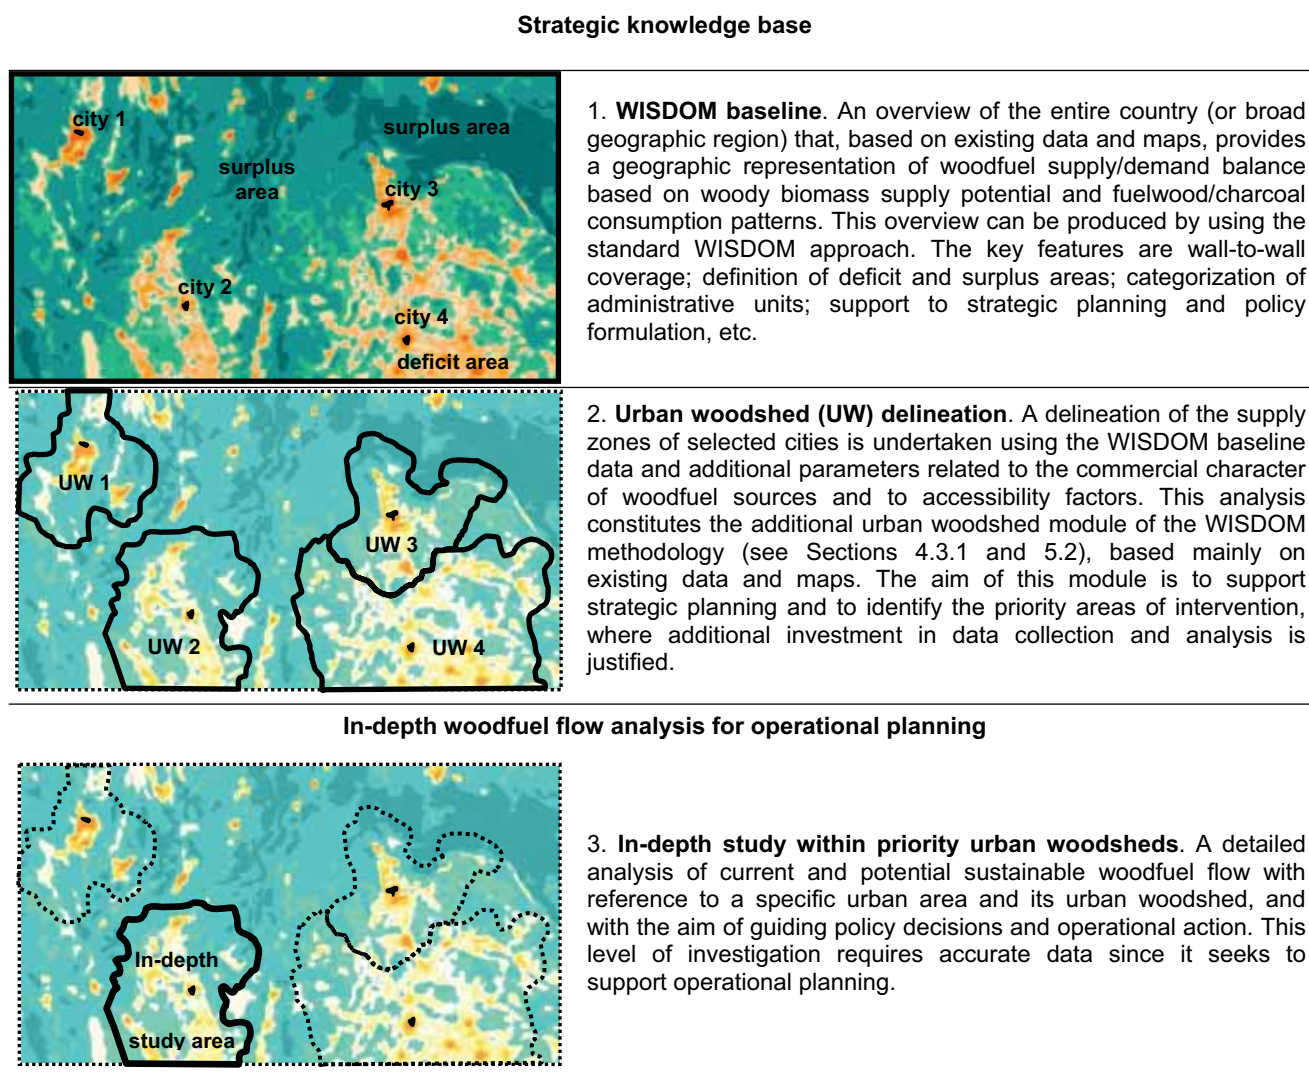 Strategic knowledge base
city 1
surplus area
surplus
area
city 3
city 2
city 4
deficit area
1. WISDOM baseline. An overview of the entire country (or broad
geographic region) that, based on existing data and maps, provides
a geographic representation of woodfuel supply/demand balance
based on woody biomass supply potential and fuelwood/charcoal
consumption patterns. This overview can be produced by using the
standard WISDOM approach. The key features are wall-to-wall
coverage; definition of deficit and surplus areas; categorization of
administrative units; support to strategic planning and policy
formulation, etc.
UW 1
UW 3
UW 2
UW 4
2. Urban woodshed (UW) delineation. A delineation of the supply
zones of selected cities is undertaken using the WISDOM baseline
data and additional parameters related to the commercial character
of woodfuel sources and to accessibility factors. This analysis
constitutes the additional urban woodshed module of the WISDOM
methodology (see Sections 4.3.1 and 5.2), based mainly on
existing data and maps. The aim of this module is to support
strategic planning and to identify the priority areas of intervention,
where additional investment in data collection and analysis is
justified.
In-depth woodfuel flow analysis for operational planning
In-depth
study area
3. In-depth study within priority urban woodsheds. A detailed
analysis of current and potential sustainable woodfuel flow with
reference to a specific urban area and its urban woodshed, and
with the aim of guiding policy decisions and operational action. This
level of investigation requires accurate data since it seeks to
support operational planning.